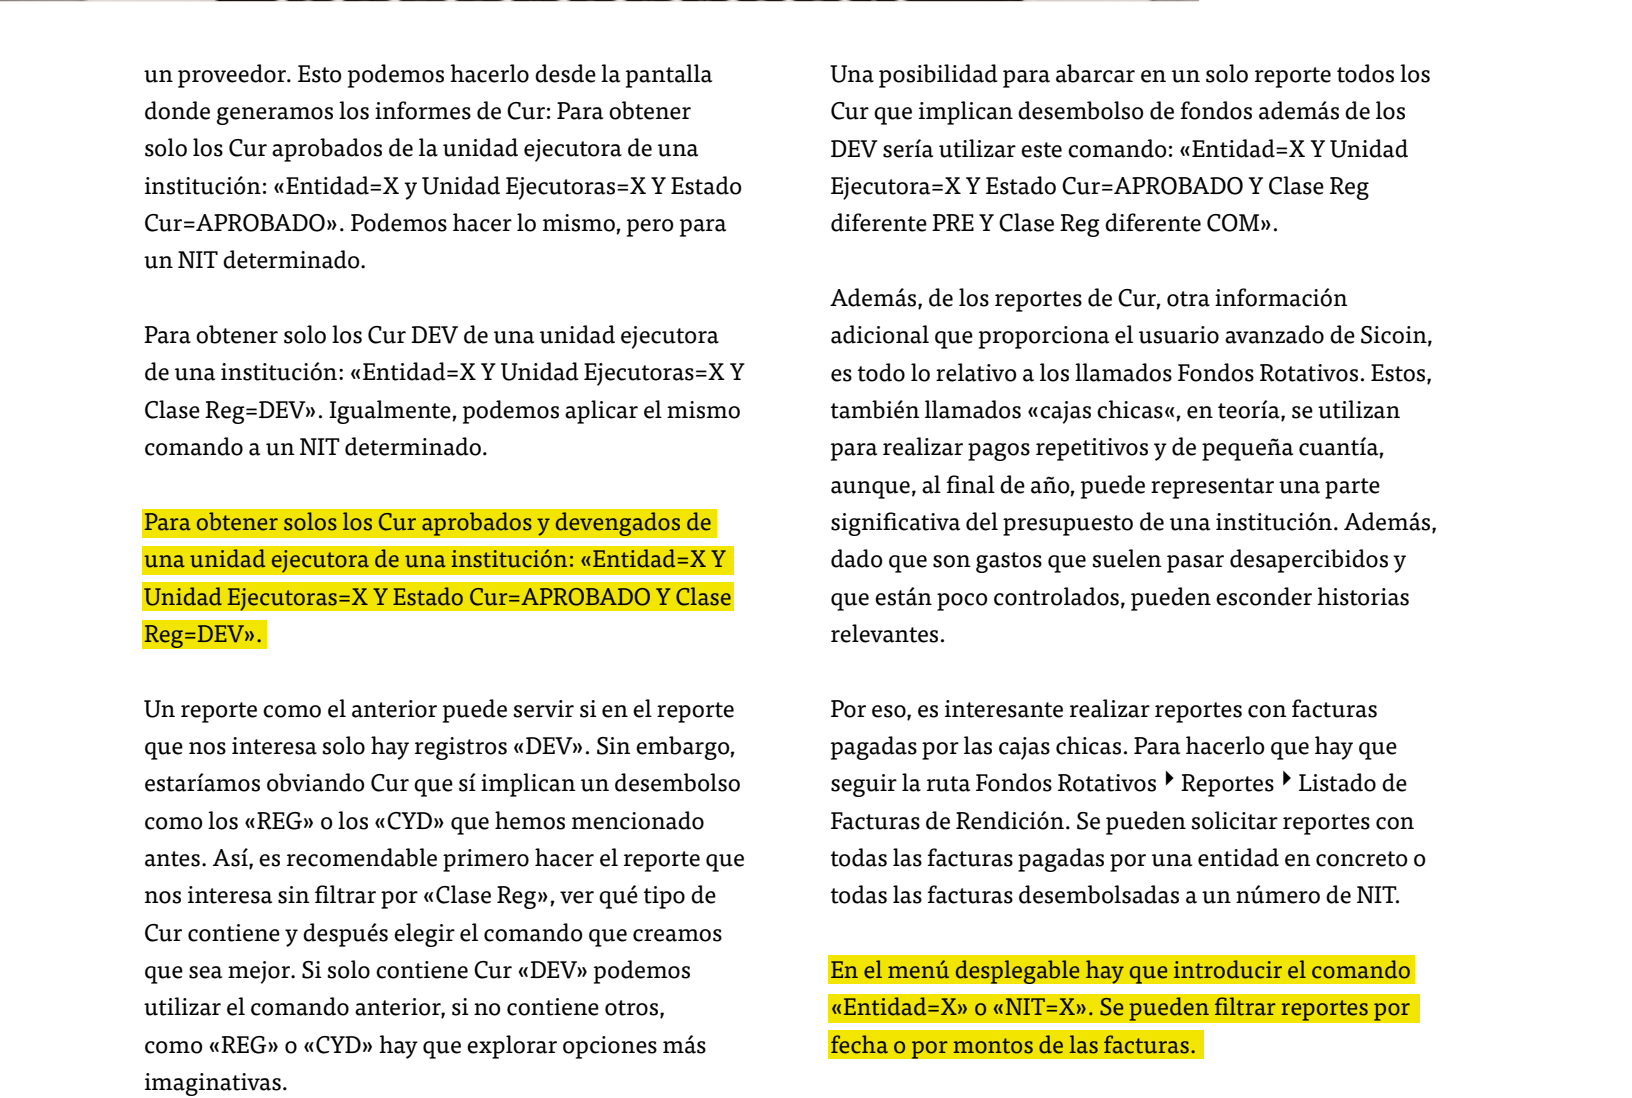 un proveedor. Esto podemos hacerlo desde la pantalla
donde generamos los informes de Cur: Para obtener
solo los Cur aprobados de la unidad ejecutora de una
institución: «Entidad=X y Unidad Ejecutoras=X Y Estado
Cur=APROBADO». Podemos hacer lo mismo, pero para
un NIT determinado.
Para obtener solo los Cur DEV de una unidad ejecutora
de una institución: «Entidad=X Y Unidad Ejecutoras=X Y
Clase Reg=DEV». Igualmente, podemos aplicar el mismo
comando a un NIT determinado.
Para obtener solos los Cur aprobados y devengados de
una unidad ejecutora de una institución: «Entidad=X Y
Unidad Ejecutoras=X Y Estado Cur=APROBADO Y Clase
Reg=DEV».
Un reporte como el anterior puede servir si en el reporte
que nos interesa solo hay registros «DEV». Sin embargo,
estaríamos obviando Cur que sí implican un desembolso
como los «REG» o los «CYD» que hemos mencionado
antes. Así, es recomendable primero hacer el reporte que
nos interesa sin filtrar por «Clase Reg», ver qué tipo de
Cur contiene y después elegir el comando que creamos
que sea mejor. Si solo contiene Cur «DEV» podemos
utilizar el comando anterior, si no contiene otros,
como «REG» o «CYD» hay que explorar opciones más
imaginativas.
Una posibilidad para abarcar en un solo reporte todos los
Cur que implican desembolso de fondos además de los
DEV sería utilizar este comando: «Entidad=X Y Unidad
Ejecutora=X Y Estado Cur=APROBADO Y Clase Reg
diferente PRE Y Clase Reg diferente COM».
Además, de los reportes de Cur, otra información
adicional que proporciona el usuario avanzado de Sicoin,
es todo lo relativo a los llamados Fondos Rotativos. Estos,
también llamados «cajas chicas«, en teoría, se utilizan
para realizar pagos repetitivos y de pequeña cuantía,
aunque, al final de año, puede representar una parte
significativa del presupuesto de una institución. Además,
dado que son gastos que suelen pasar desapercibidos y
que están poco controlados, pueden esconder historias
relevantes.
Por eso, es interesante realizar reportes con facturas
pagadas por las cajas chicas. Para hacerlo que hay que
seguir la ruta Fondos Rotativos ▸ Reportes ▸ Listado de
Facturas de Rendición. Se pueden solicitar reportes con
todas las facturas pagadas por una entidad en concreto o
todas las facturas desembolsadas a un número de NIT.
En el menú desplegable hay que introducir el comando
«Entidad=X» o «NIT=X». Se pueden filtrar reportes por
fecha o por montos de las facturas.